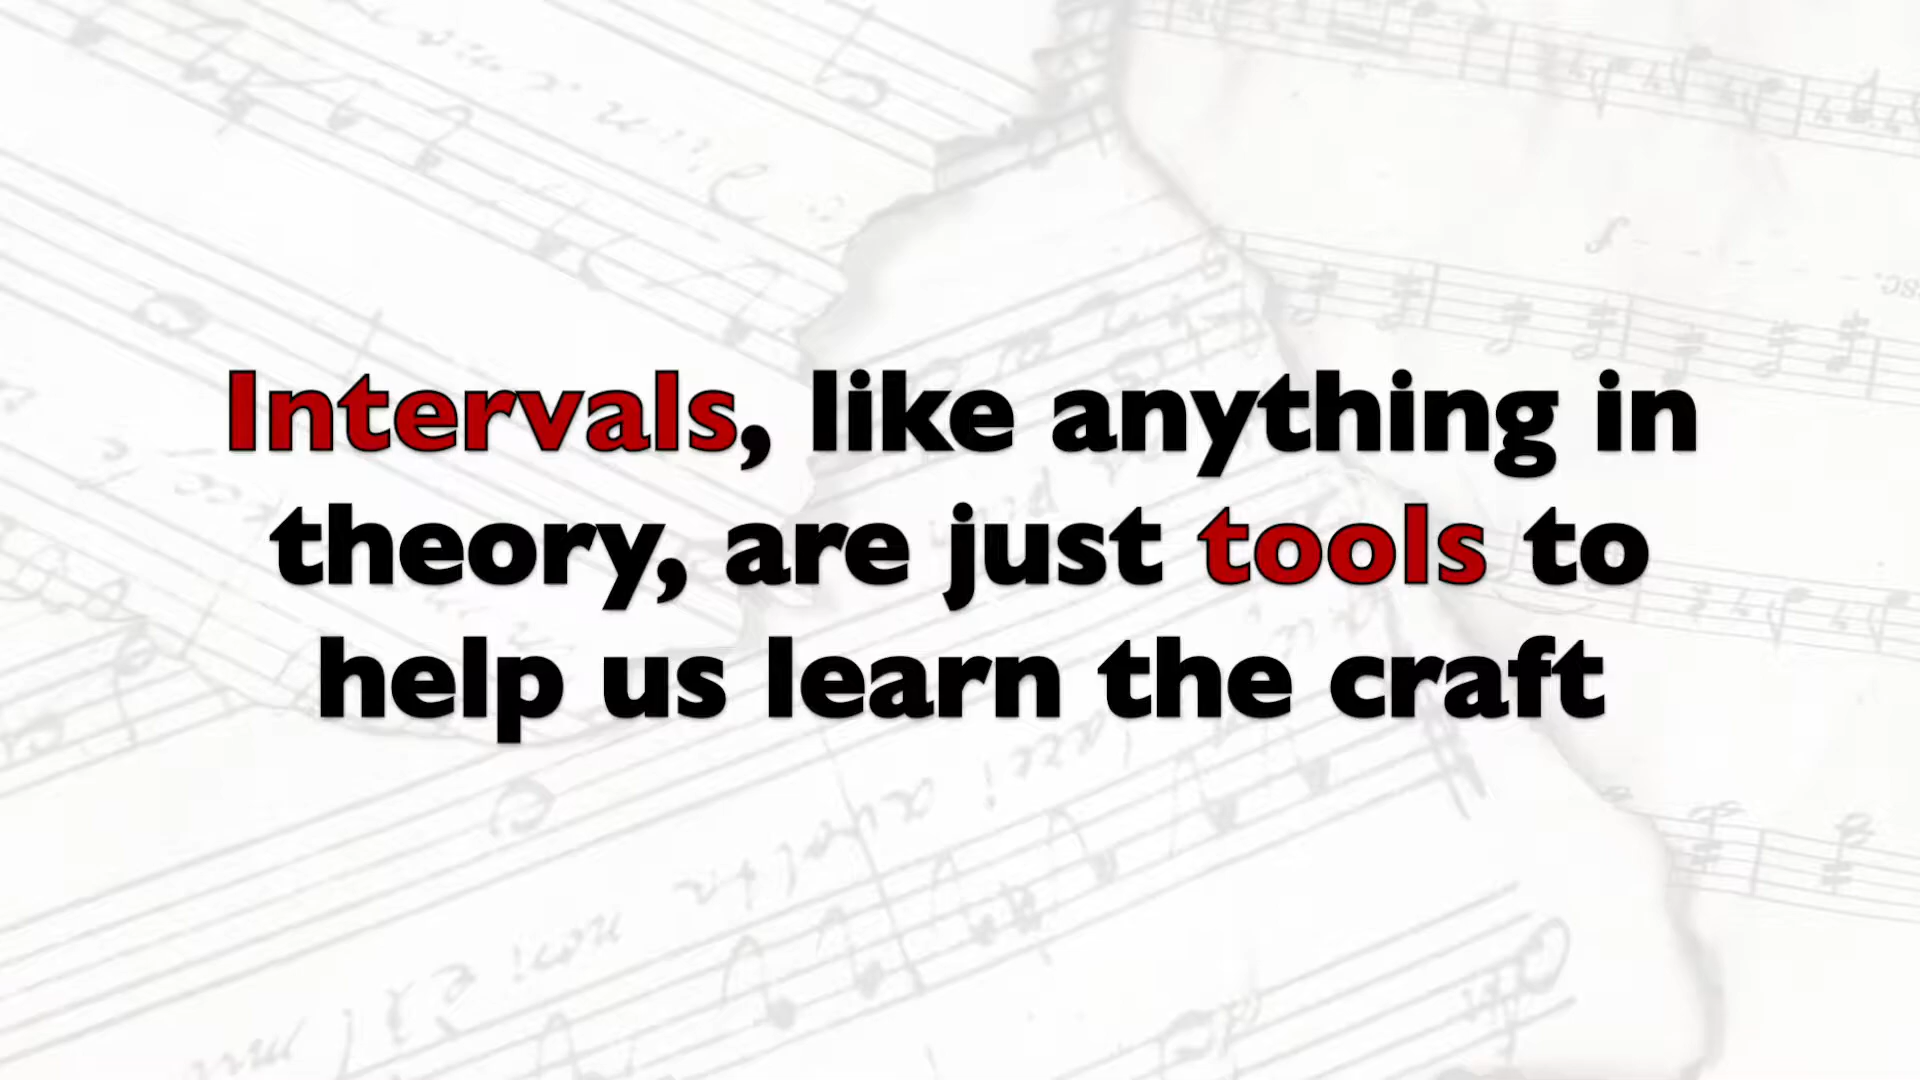 Intervals, like anything in
theory, are just tools to
help us learn the craft